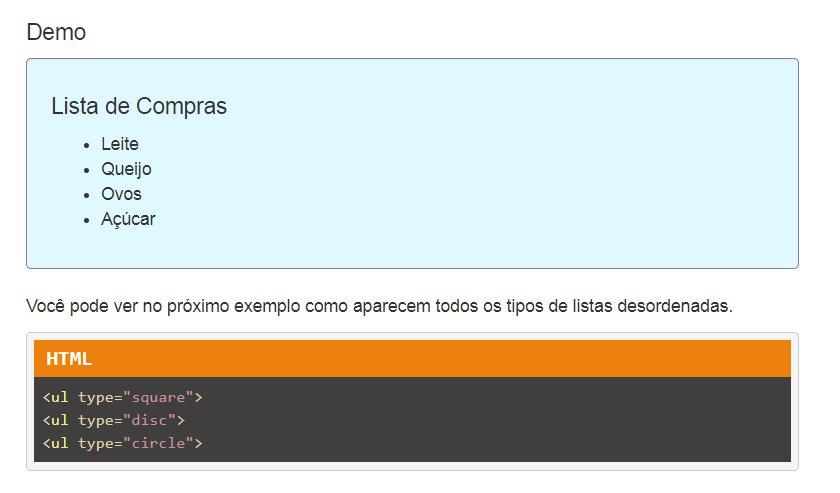 Demo
Lista de Compras
• Leite
• Queijo
• Ovos
• Açúcar
Você pode ver no próximo exemplo como aparecem todos os tipos de listas desordenadas.
HTML
<ul type="square">
<ul type="disc">
<ul type="circle">